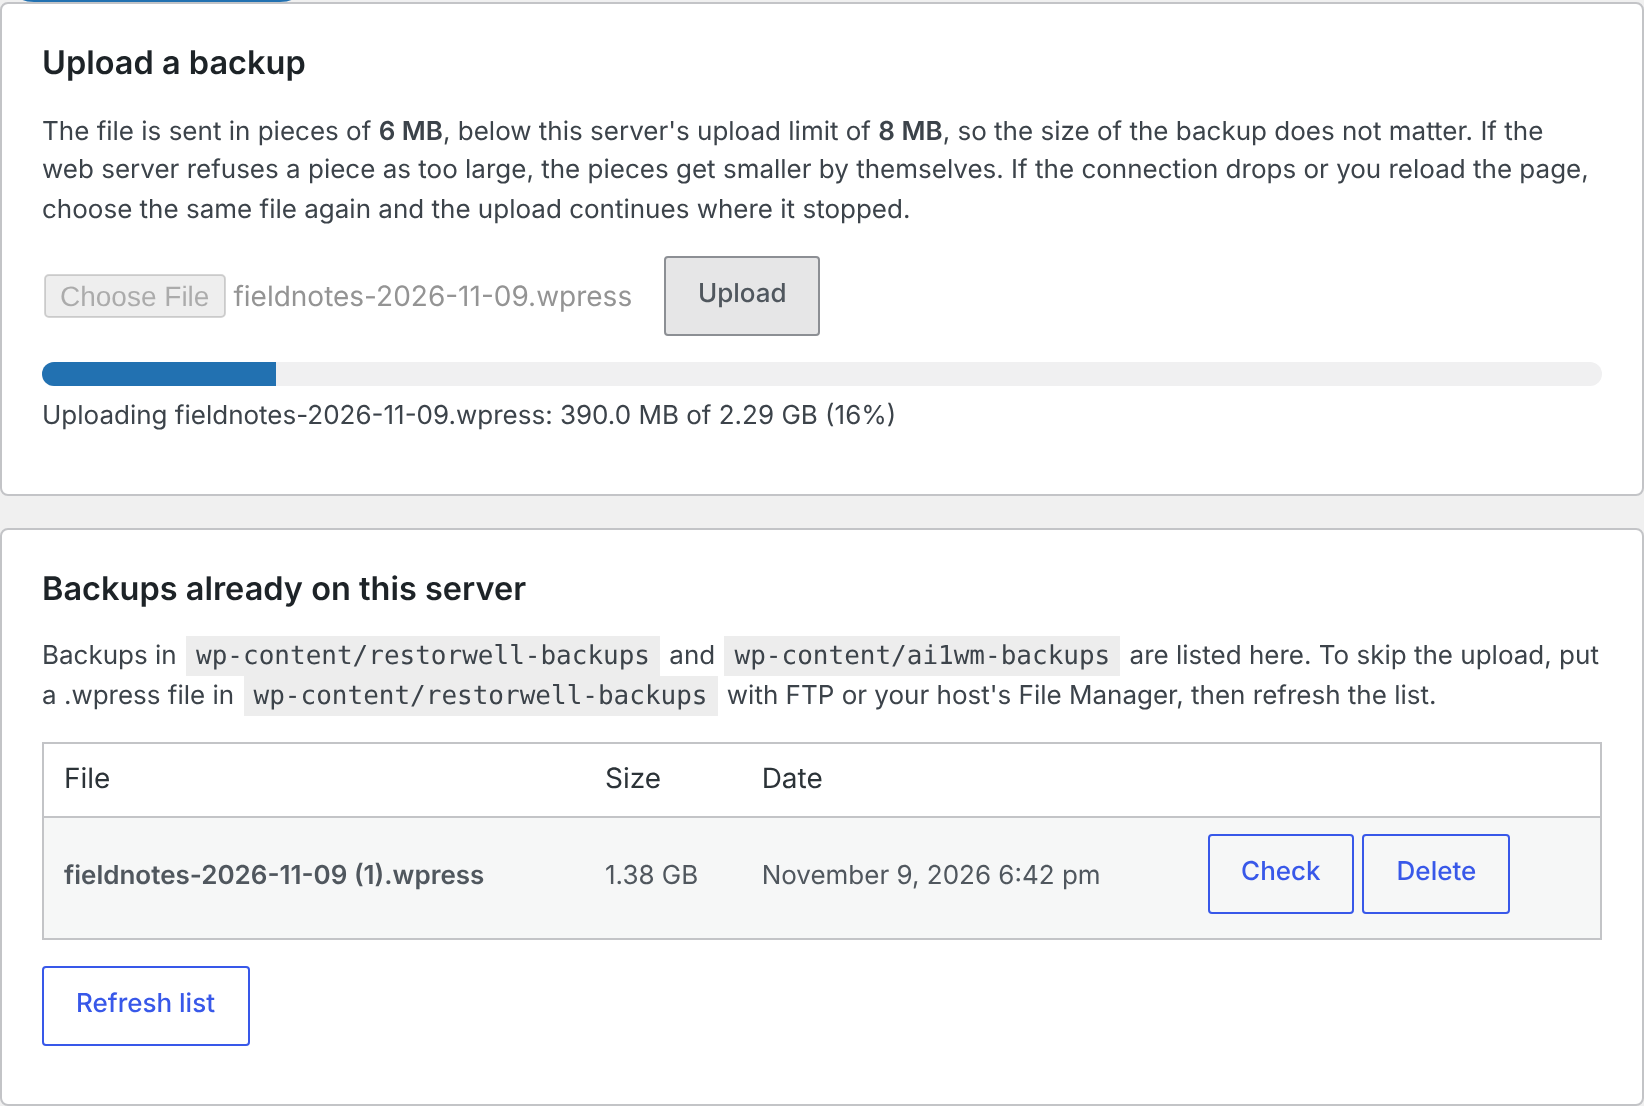 Upload a backup
The file is sent in pieces of 6 MB, below this server's upload limit of 8 MB, so the size of the backup does not matter. If the
web server refuses a piece as too large, the pieces get smaller by themselves. If the connection drops or you reload the page,
choose the same file again and the upload continues where it stopped.
Choose File fieldnotes-2026-11-09.wpress Upload
Uploading fieldnotes-2026-11-09.wpress: 390.0 MB of 2.29 GB (16%)
Backups already on this server
Backups in wp-content/restorwell-backups and wp-content/ai1wm-backups are listed here. To skip the upload, put
a .wpress file in wp-content/restorwell-backups with FTP or your host's File Manager, then refresh the list.
File Size Date
fieldnotes-2026-11-09 (1).wpress 1.38 GB November 9, 2026 6:42 pm Check Delete
Refresh list